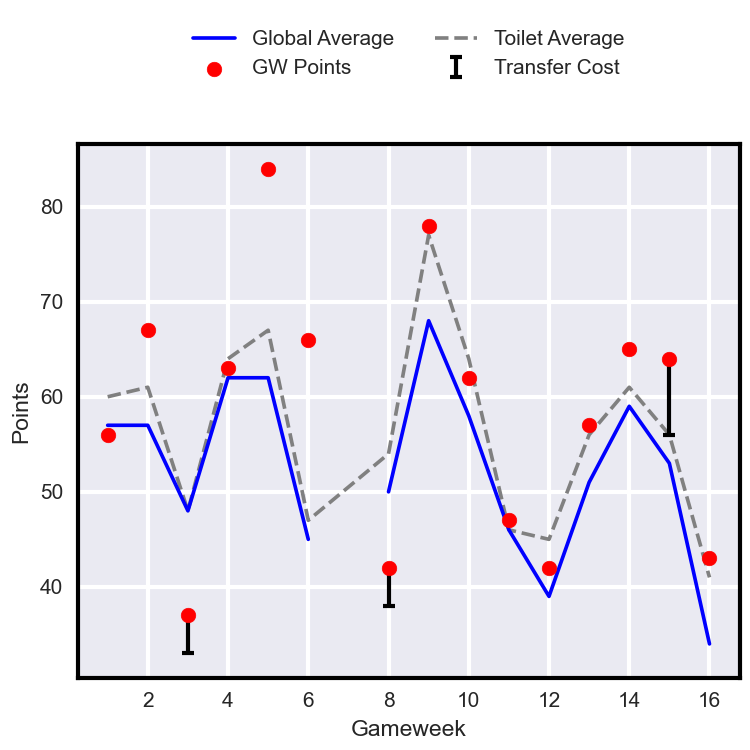 Global Average
Toilet Average
GW Points
Transfer Cost
80
70
60
50
40
Points
2 4 6 8 10 12 14 16
Gameweek